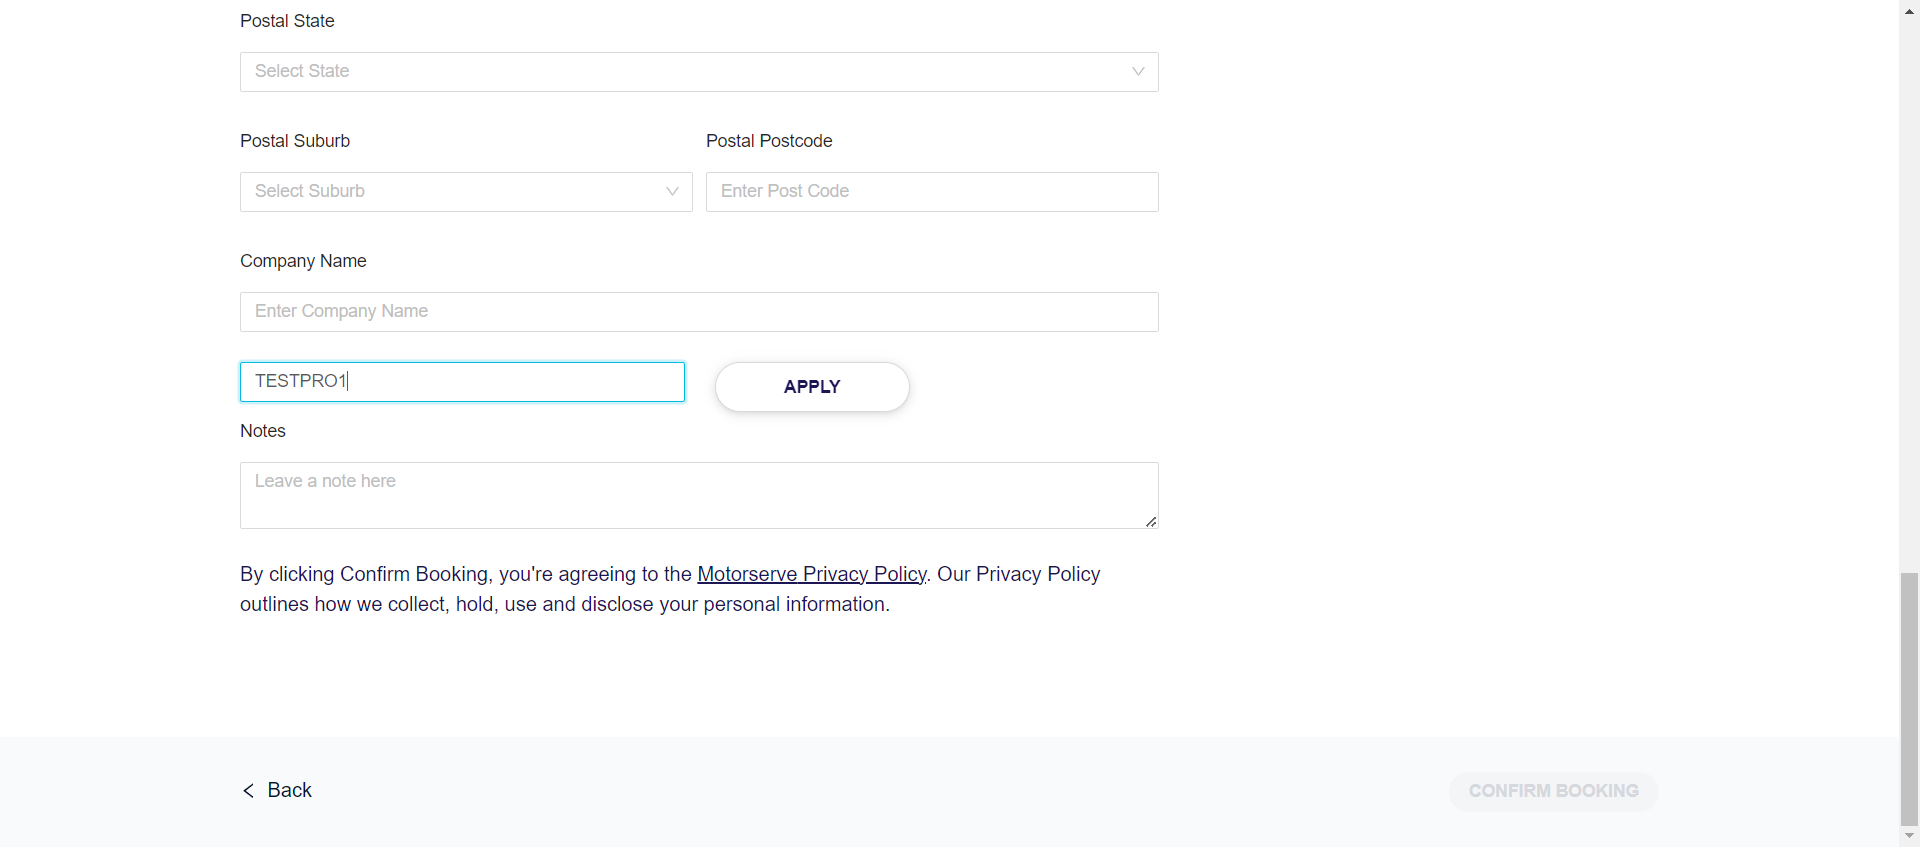 Postal State
Select State
Postal Suburb
Postal Postcode
Select Suburb
Enter Post Code
Company Name
Enter Company Name
TESTPRO1
APPLY
Notes
Leave a note here
By clicking Confirm Booking, you're agreeing to the Motorserve Privacy Policy. Our Privacy Policy
outlines how we collect, hold, use and disclose your personal information.
Back
CONFIRM BOOKING